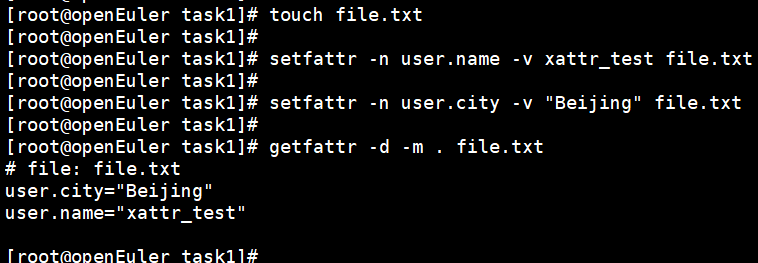 [root@openEuler task1]# touch file.txt
[root@openEuler task1]#
[root@openEuler task1]# setfattr -n user.name -v xattr_test file.txt
[root@openEuler task1]#
[root@openEuler task1]# setfattr -n user.city -v "Beijing" file.txt
[root@openEuler task1]#
[root@openEuler task1]# getfattr -d -m . file.txt
# file: file.txt
user.city="Beijing"
user.name="xattr_test"

[root@openEuler task1]#